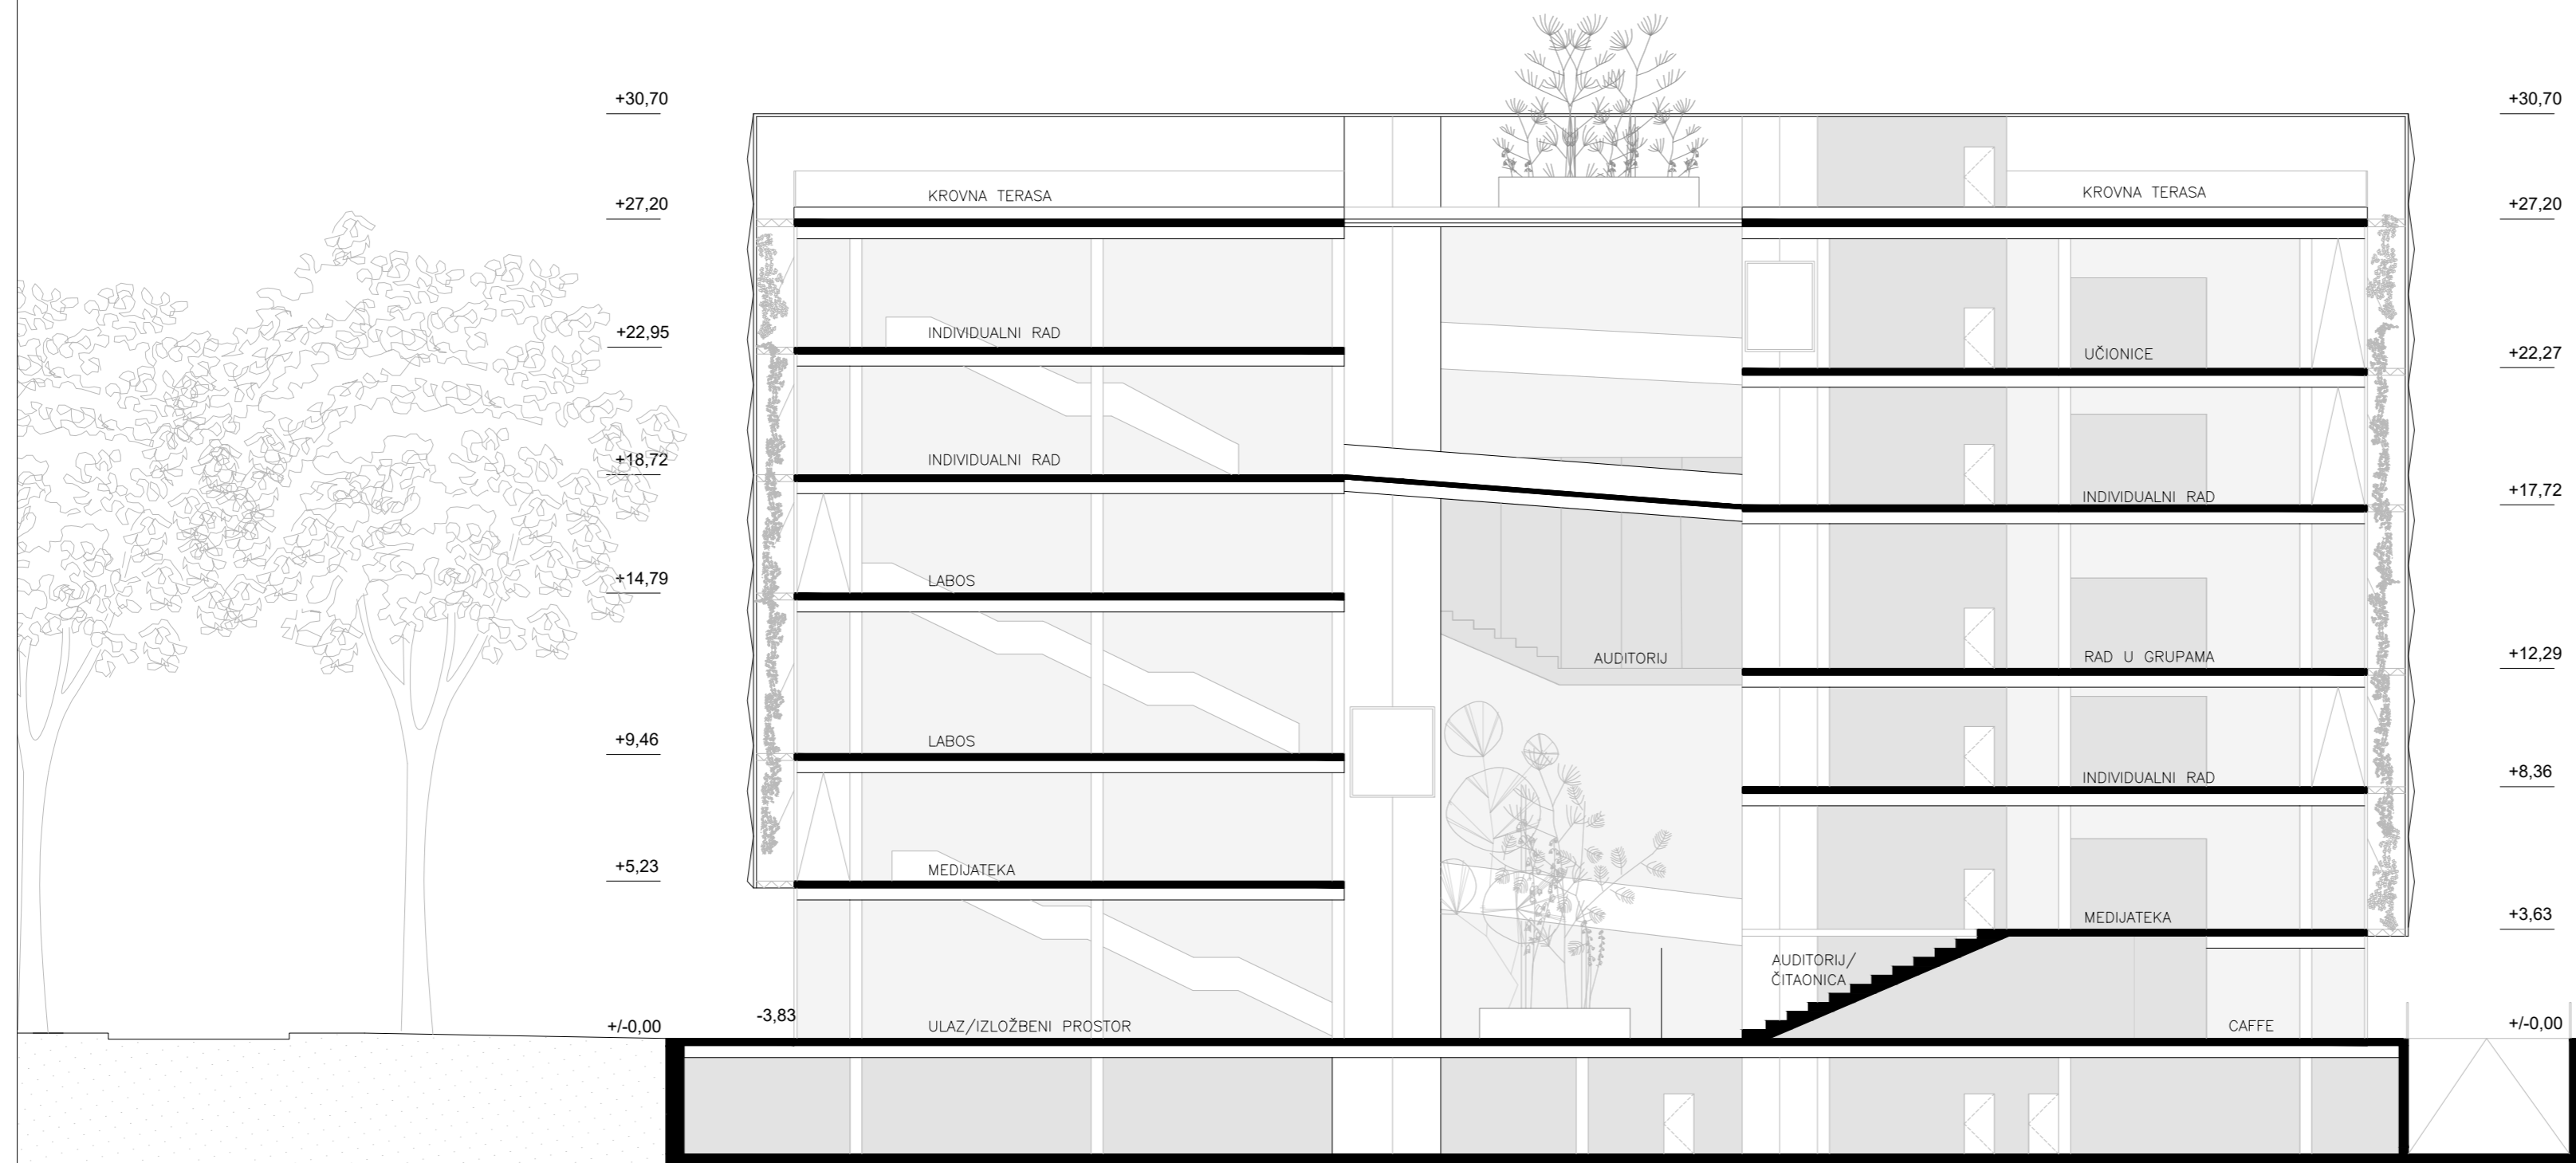 +30,70
+30,70
KROVNA TERASA
KROVNA TERASA
+27,20
+27,20
+22,95
INDIVIDUALNI RAD
UČIONICE
+22,27
+18,72
INDIVIDUALNI RAD
INDIVIDUALNI RAD
+17,72
+14,79
LABOS
AUDITORIJ
RAD U GRUPAMA
+12,29
+9,46
LABOS
INDIVIDUALNI RAD
+8,36
+5,23
MEDIJATEKA
MEDIJATEKA
+3,63
AUDITORIJ/
ČITAONICA
-3,83
+/-0,00
ULAZ/IZLOŽBENI PROSTOR
CAFFE
+/-0,00